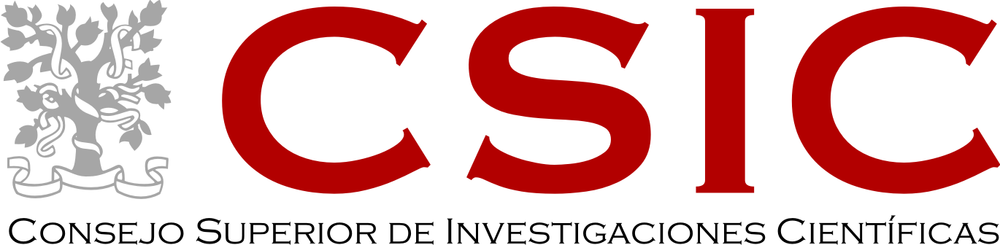 CSIC
CONSEJO SUPERIOR DE INVESTIGACIONES CIENTÍFICAS